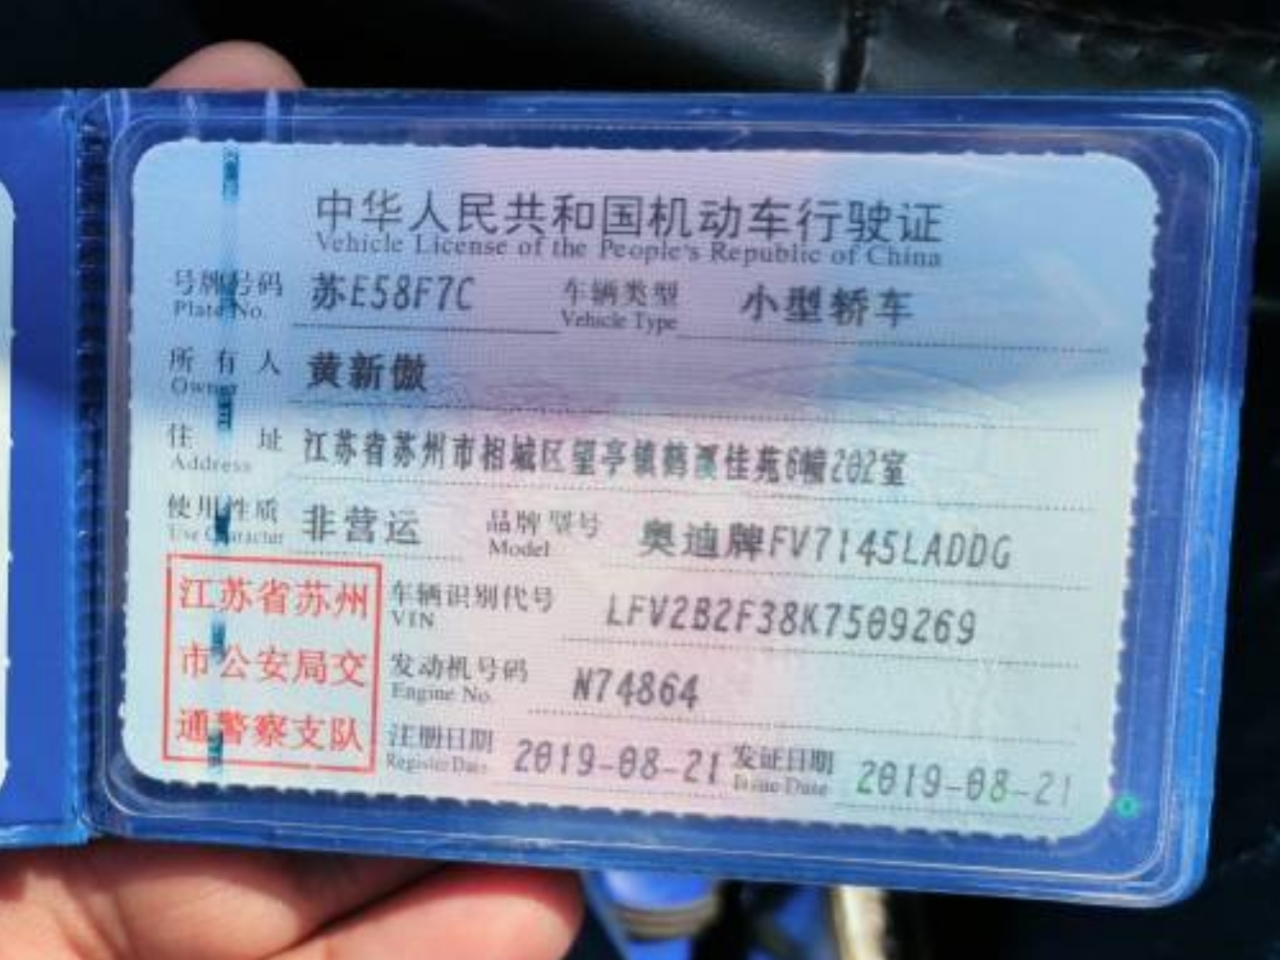 中华人民共和国机动车行驶证
Vehicle License of the People's Republic of China
号牌号码 苏E58F7C 车辆类型 小型轿车
Plate No. Vehicle Type
所有人 黄新傲
Owner
住址 江苏省苏州市相城区望亭镇鹤溪佳苑6幢202室
Address
使用性质 非营运 品牌型号 奥迪牌FV7145LADDG
Use Character Model
江苏省苏州
市公安局交
通警察支队
车辆识别代号 LFV2B2F38K7509269
VIN
发动机号码 N74864
Engine No.
注册日期 2019-08-21 发证日期 2019-08-21
Register Date Issue Date